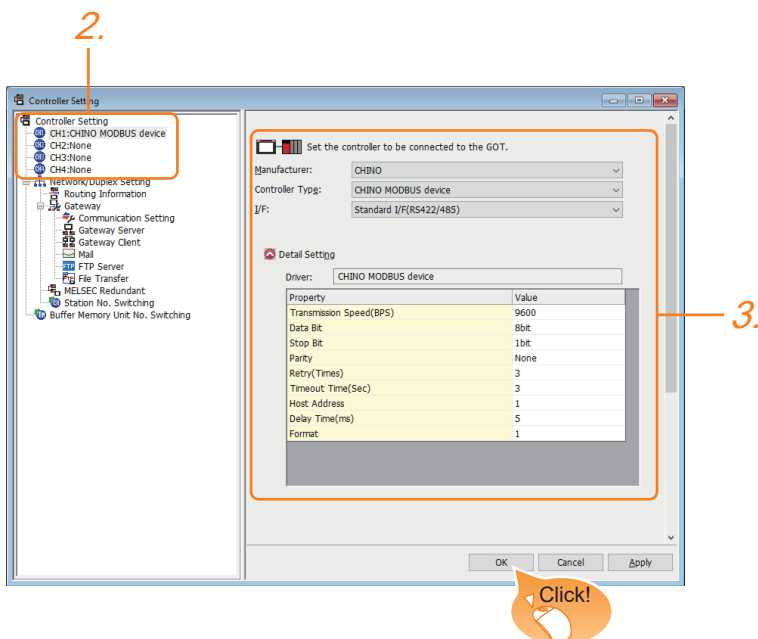 2.
Controller Setting
Controller Setting
CH1:CHINO MODBUS device
CH2:None
CH3:None
CH4:None
Network/Duplex Setting
Routing Information
Gateway
Communication Setting
Gateway Server
Gateway Client
Mail
FTP Server
File Transfer
MELSEC Redundant
Station No. Switching
Buffer Memory Unit No. Switching
Set the controller to be connected to the GOT.
Manufacturer: CHINO
Controller Type: CHINO MODBUS device
I/F: Standard I/F(RS422/485)
Detail Setting
Driver: CHINO MODBUS device
Property Value
Transmission Speed(BPS) 9600
Data Bit 8bit
Stop Bit 1bit
Parity None
Retry(Times) 3
Timeout Time(Sec) 3
Host Address 1
Delay Time(ms) 5
Format 1
3.
OK Cancel Apply
Click!